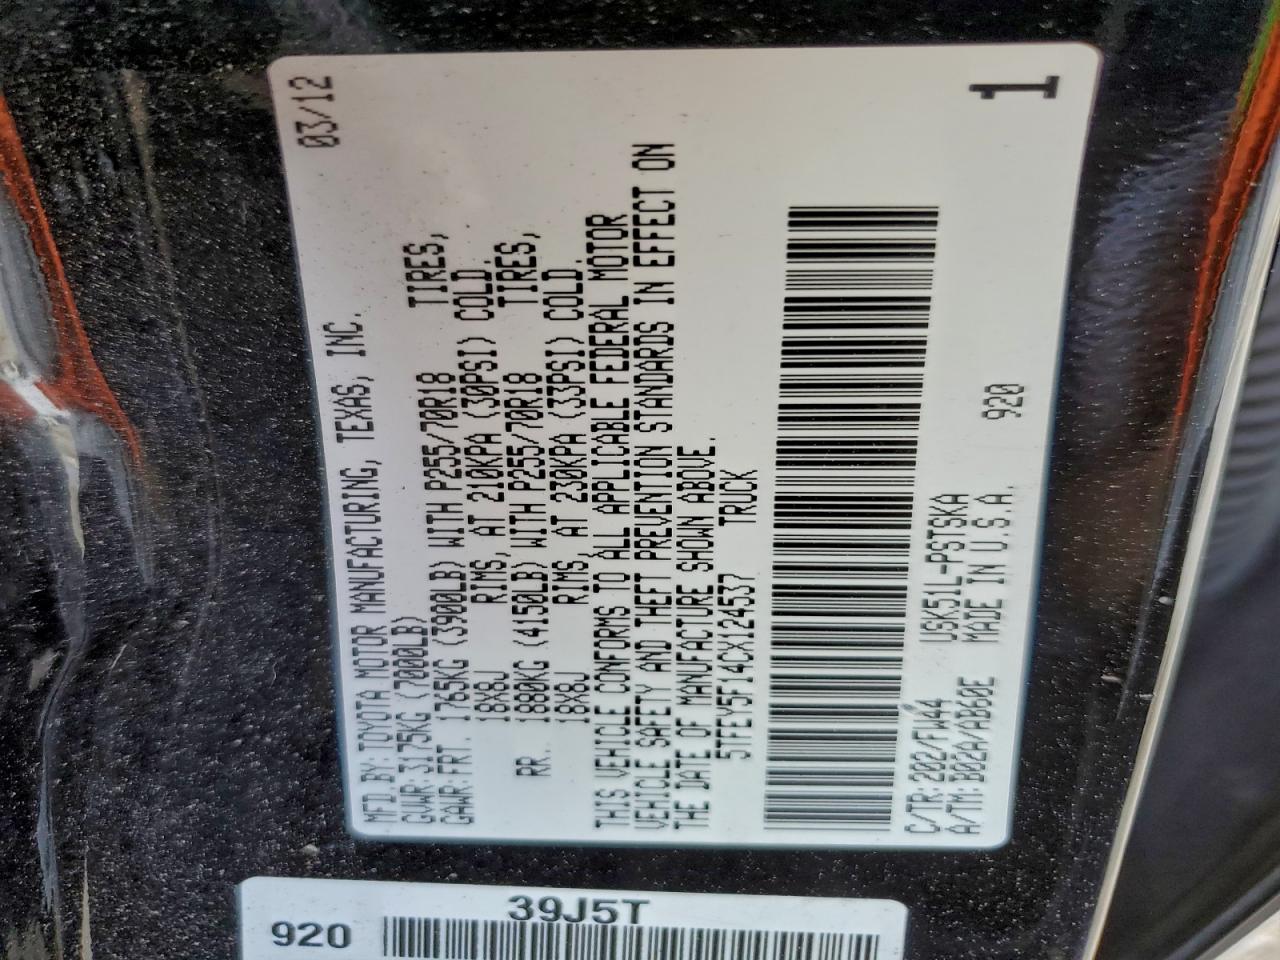 MFD.BY:TOYOTA MOTOR MANUFACTURING, TEXAS, INC. 03/12
GVWR:3175KG (7000LB)
GAWR:FRT. 1765KG (3900LB) WITH P255/70R18 TIRES,
18X8J RIMS, AT 210KPA (30PSI) COLD.
RR. 1880KG (4150LB) WITH P255/70R18 TIRES,
18X8J RIMS, AT 230KPA (33PSI) COLD.
THIS VEHICLE CONFORMS TO ALL APPLICABLE FEDERAL MOTOR
VEHICLE SAFETY AND THEFT PREVENTION STANDARDS IN EFFECT ON
THE DATE OF MANUFACTURE SHOWN ABOVE.
5TFEY5F14CX124537 TRUCK
C/TR:202/FW44 USK51L-PSTSKA
A/TM:B02A/AB60E MADE IN U.S.A. 920
1
39J5T
920